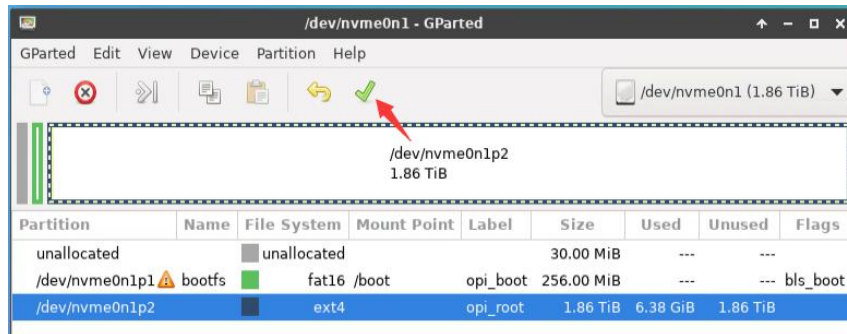 /dev/nvme0n1 - GParted
GParted Edit View Device Partition Help
/dev/nvme0n1 (1.86 TiB)
/dev/nvme0n1p2
1.86 TiB
Partition Name File System Mount Point Label Size Used Unused Flags
unallocated unallocated 30.00 MiB --- ---
/dev/nvme0n1p1 bootfs fat16 /boot opi_boot 256.00 MiB --- --- bls_boot
/dev/nvme0n1p2 ext4 opi_root 1.86 TiB 6.38 GiB 1.86 TiB